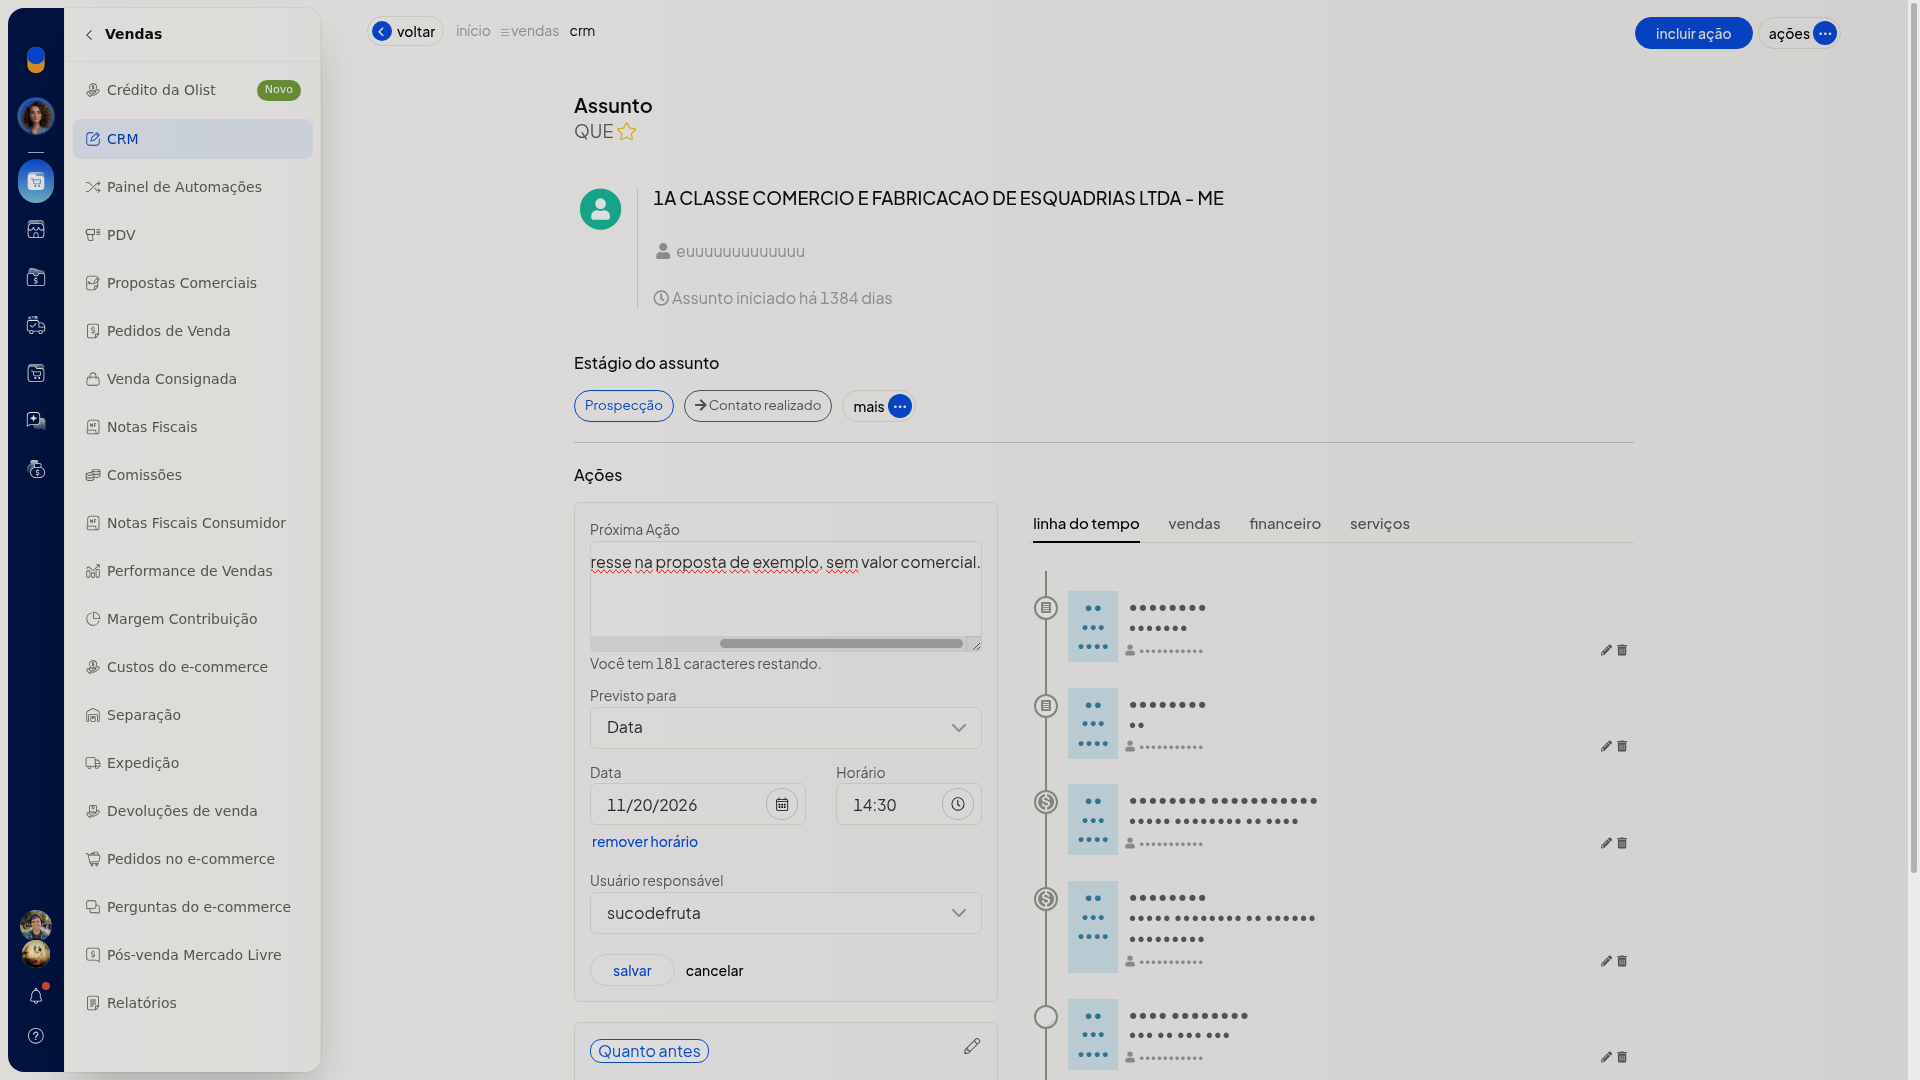 Vendas
Crédito da Olist
Novo
CRM
Painel de Automações
PDV
Propostas Comerciais
Pedidos de Venda
Venda Consignada
Notas Fiscais
Comissões
Notas Fiscais Consumidor
Performance de Vendas
Margem Contribuição
Custos do e-commerce
Separação
Expedição
Devoluções de venda
Pedidos no e-commerce
Perguntas do e-commerce
Pós-venda Mercado Livre
Relatórios
voltar
início
vendas
crm
incluir ação
ações
Assunto
QUE
1A CLASSE COMERCIO E FABRICACAO DE ESQUADRIAS LTDA - ME
euuuuuuuuuuuuu
Assunto iniciado há 1384 dias
Estágio do assunto
Prospecção
Contato realizado
mais
Ações
Próxima Ação
resse na proposta de exemplo, sem valor comercial.
Você tem 181 caracteres restando.
Previsto para
Data
Data
Horário
11/20/2026
14:30
remover horário
Usuário responsável
sucodefruta
salvar
cancelar
Quanto antes
linha do tempo
vendas
financeiro
serviços